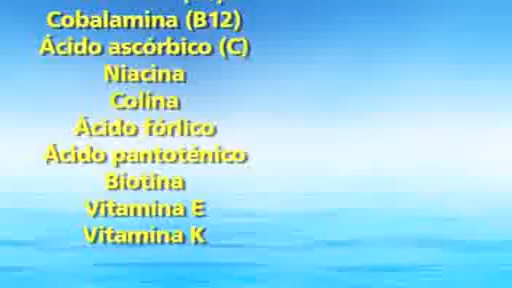 Cobalamina (B12)
Ácido ascórbico (C)
Niacina
Colina
Ácido fórlico
Ácido pantoténico
Biotina
Vitamina E
Vitamina K